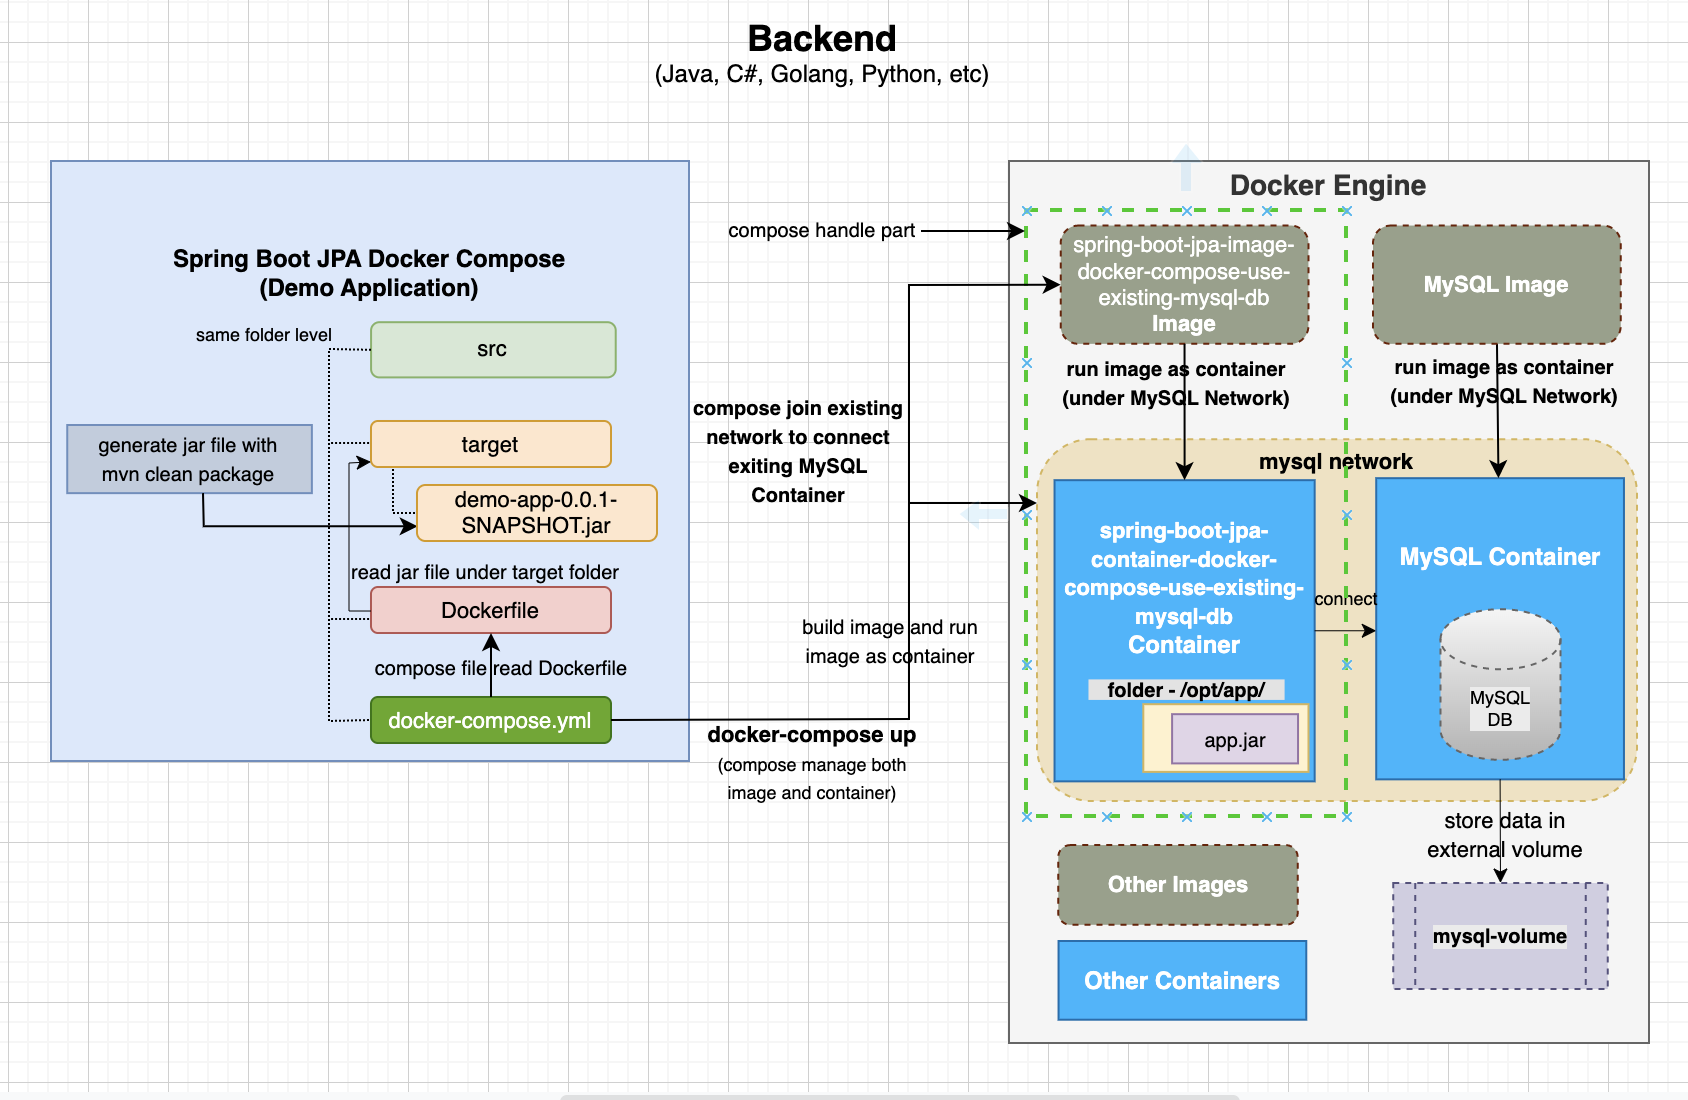 Backend
(Java, C#, Golang, Python, etc)
Spring Boot JPA Docker Compose
(Demo Application)
same folder level
src
generate jar file with
mvn clean package
target
demo-app-0.0.1-
SNAPSHOT.jar
read jar file under target folder
Dockerfile
compose file read Dockerfile
docker-compose.yml
compose handle part
compose join existing
network to connect
exiting MySQL
Container
build image and run
image as container
docker-compose up
(compose manage both
image and container)
Docker Engine
spring-boot-jpa-image-
docker-compose-use-
existing-mysql-db
Image
MySQL Image
run image as container
(under MySQL Network)
run image as container
(under MySQL Network)
mysql network
spring-boot-jpa-
container-docker-
compose-use-existing-
mysql-db
Container
folder - /opt/app/
app.jar
connect
MySQL Container
MySQL
DB
store data in
external volume
mysql-volume
Other Images
Other Containers